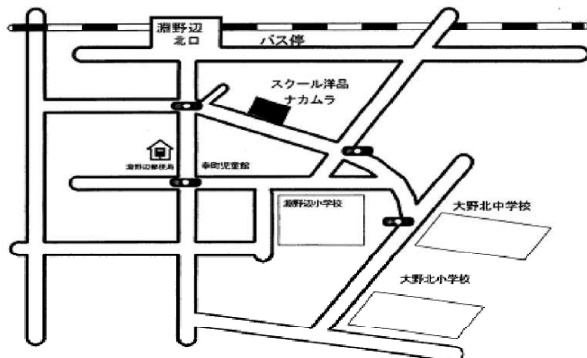 淵野辺
北口
バス停
スクール洋品
ナカムラ
淵野辺郵便局
幸町児童館
淵野辺小学校
大野北中学校
大野北小学校